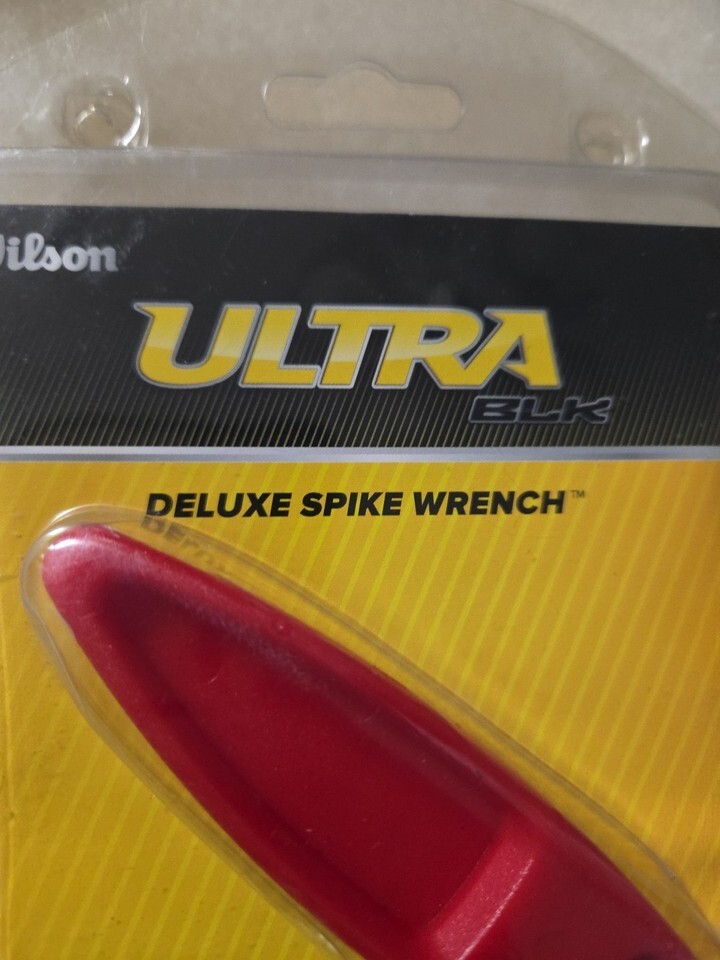 Wilson
ULTRA
BLK
DELUXE SPIKE WRENCH™